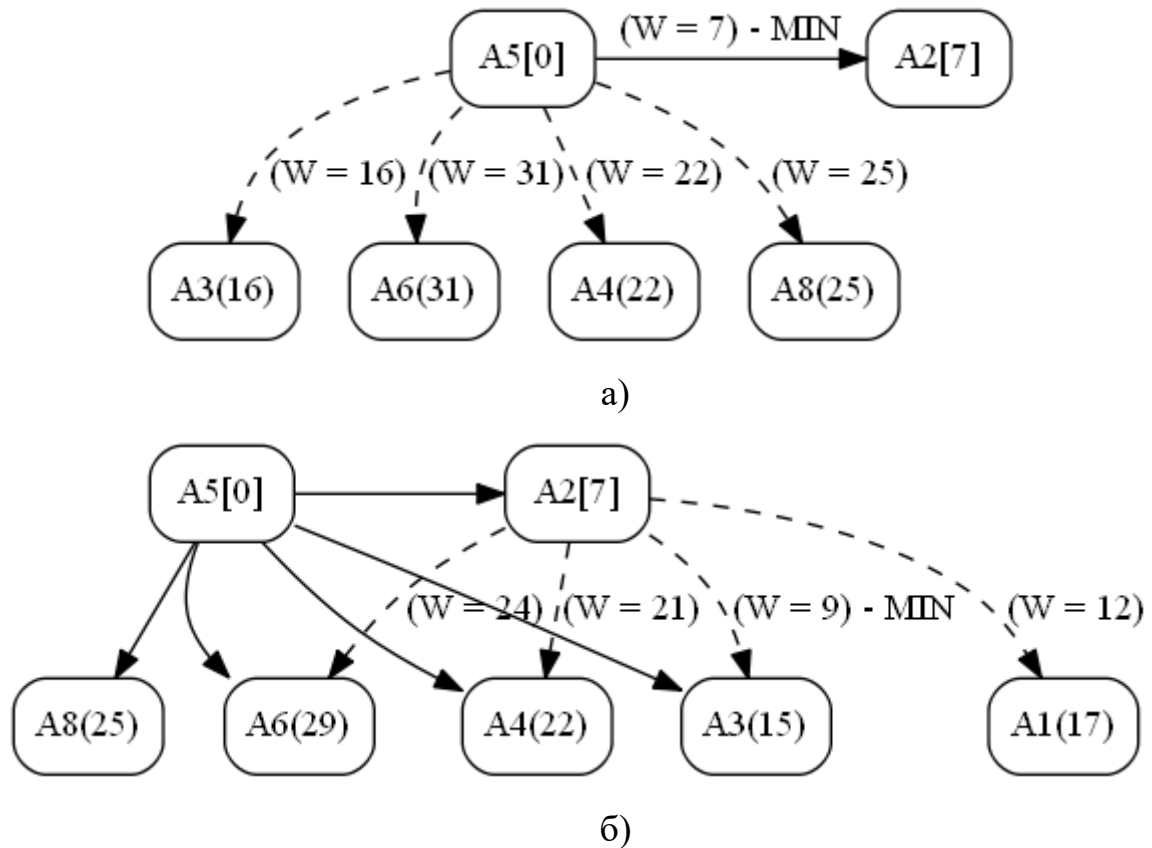 A5[0] (W = 7) - MIN A2[7]
(W = 16) (W = 31) (W = 22) (W = 25)
A3(16) A6(31) A4(22) A8(25)
а)
A5[0] A2[7]
(W = 24) (W = 21) (W = 9) - MIN (W = 12)
A8(25) A6(29) A4(22) A3(15) A1(17)
б)